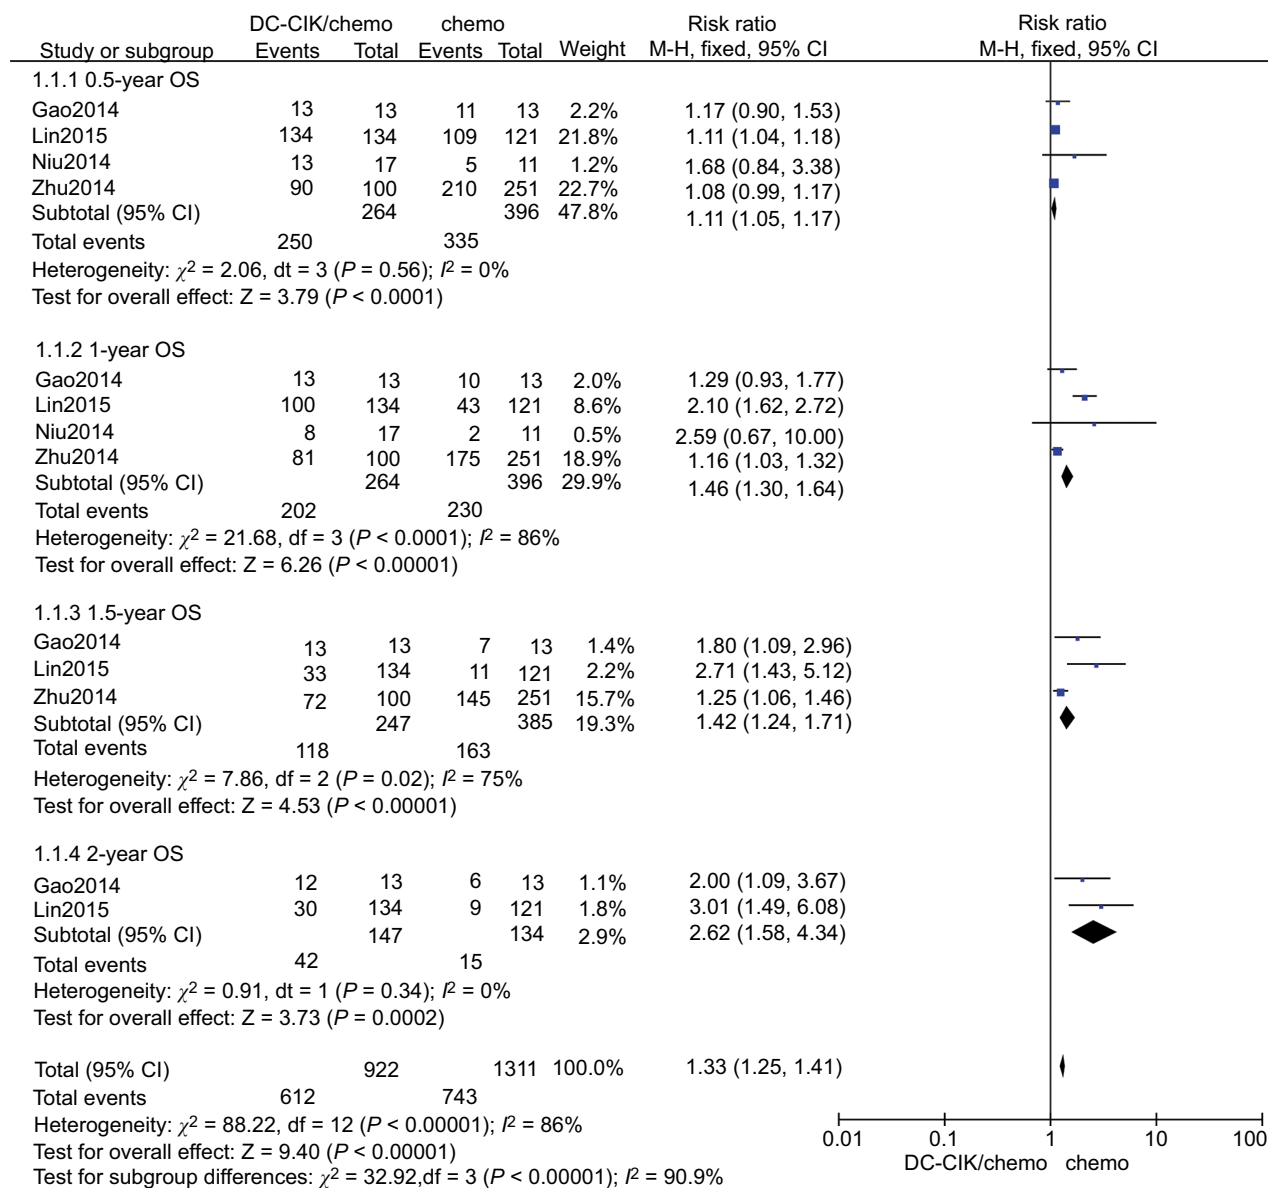 DC-CIK/chemo chemo Risk ratio Risk ratio
Study or subgroup Events Total Events Total Weight M-H, fixed, 95% CI M-H, fixed, 95% CI
1.1.1 0.5-year OS
Gao2014 13 13 11 13 2.2% 1.17 (0.90, 1.53)
Lin2015 134 134 109 121 21.8% 1.11 (1.04, 1.18)
Niu2014 13 17 5 11 1.2% 1.68 (0.84, 3.38)
Zhu2014 90 100 210 251 22.7% 1.08 (0.99, 1.17)
Subtotal (95% CI) 264 396 47.8% 1.11 (1.05, 1.17)
Total events 250 335
Heterogeneity: χ2 = 2.06, dt = 3 (P = 0.56); I2 = 0%
Test for overall effect: Z = 3.79 (P < 0.0001)
1.1.2 1-year OS
Gao2014 13 13 10 13 2.0% 1.29 (0.93, 1.77)
Lin2015 100 134 43 121 8.6% 2.10 (1.62, 2.72)
Niu2014 8 17 2 11 0.5% 2.59 (0.67, 10.00)
Zhu2014 81 100 175 251 18.9% 1.16 (1.03, 1.32)
Subtotal (95% CI) 264 396 29.9% 1.46 (1.30, 1.64)
Total events 202 230
Heterogeneity: χ2 = 21.68, df = 3 (P < 0.0001); I2 = 86%
Test for overall effect: Z = 6.26 (P < 0.00001)
1.1.3 1.5-year OS
Gao2014 13 13 7 13 1.4% 1.80 (1.09, 2.96)
Lin2015 33 134 11 121 2.2% 2.71 (1.43, 5.12)
Zhu2014 72 100 145 251 15.7% 1.25 (1.06, 1.46)
Subtotal (95% CI) 247 385 19.3% 1.42 (1.24, 1.71)
Total events 118 163
Heterogeneity: χ2 = 7.86, df = 2 (P = 0.02); I2 = 75%
Test for overall effect: Z = 4.53 (P < 0.00001)
1.1.4 2-year OS
Gao2014 12 13 6 13 1.1% 2.00 (1.09, 3.67)
Lin2015 30 134 9 121 1.8% 3.01 (1.49, 6.08)
Subtotal (95% CI) 147 134 2.9% 2.62 (1.58, 4.34)
Total events 42 15
Heterogeneity: χ2 = 0.91, dt = 1 (P = 0.34); I2 = 0%
Test for overall effect: Z = 3.73 (P = 0.0002)
Total (95% CI) 922 1311 100.0% 1.33 (1.25, 1.41)
Total events 612 743
Heterogeneity: χ2 = 88.22, df = 12 (P < 0.00001); I2 = 86%
Test for overall effect: Z = 9.40 (P < 0.00001)
Test for subgroup differences: χ2 = 32.92,df = 3 (P < 0.00001); I2 = 90.9%
0.01 0.1 1 10 100
DC-CIK/chemo chemo